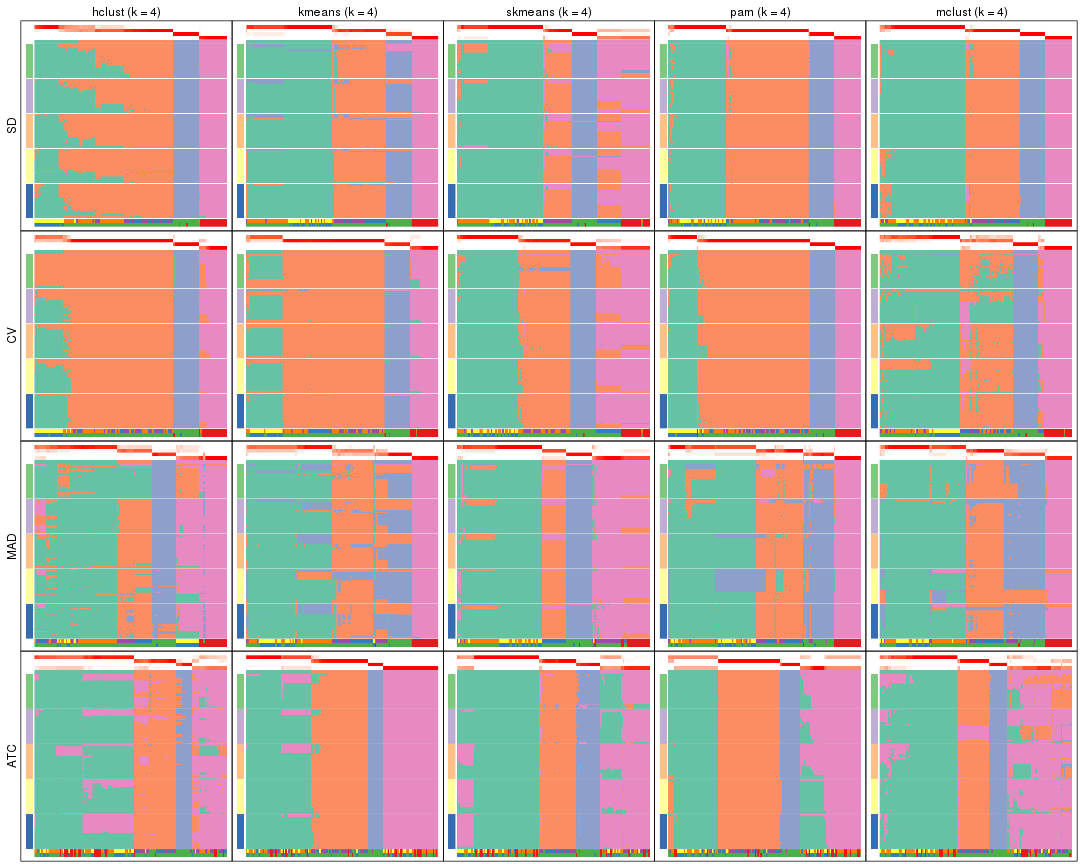 hclust (k = 4) kmeans (k = 4) skmeans (k = 4) pam (k = 4) mclust (k = 4)
SD
CV
MAD
ATC